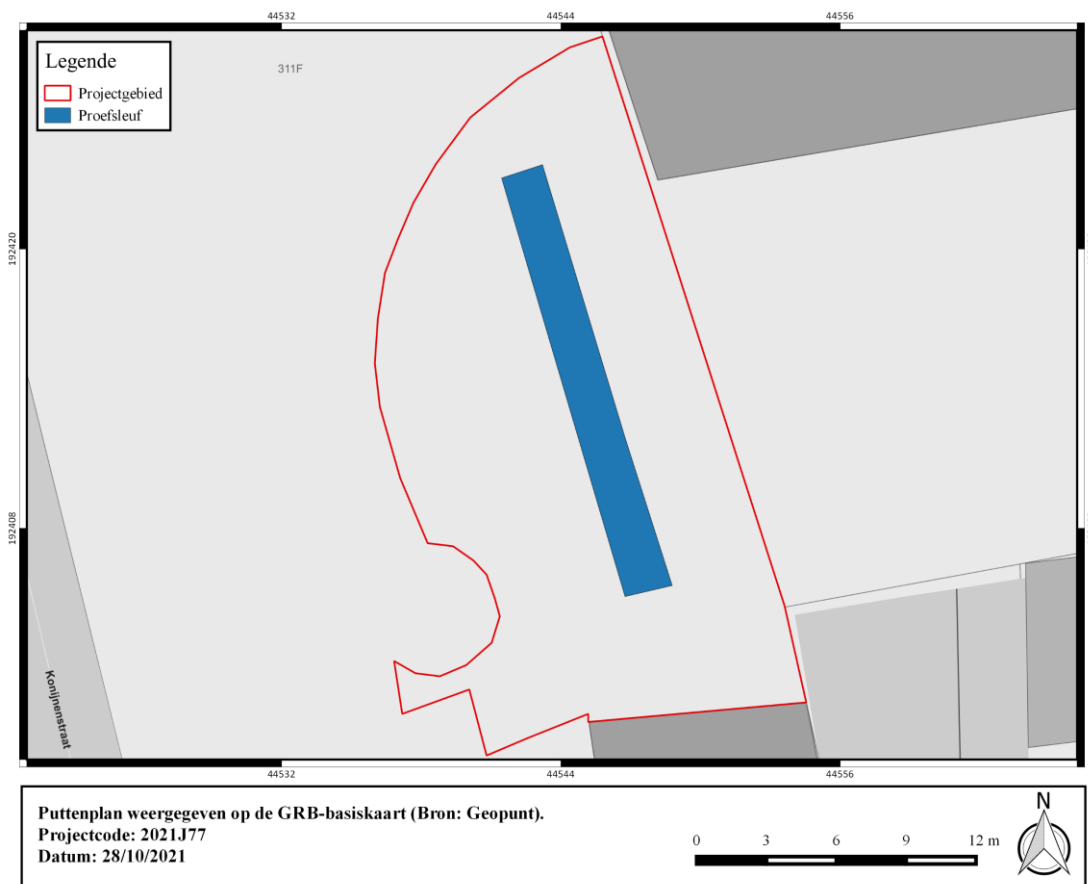 44532 44544 44556
Legende
Projectgebied
Proefsleuf
311F
192420
192408
Konijnenstraat
44532 44544 44556
Puttenplan weergegeven op de GRB-basiskaart (Bron: Geopunt).
Projectcode: 2021J77
Datum: 28/10/2021
0 3 6 9 12 m
N